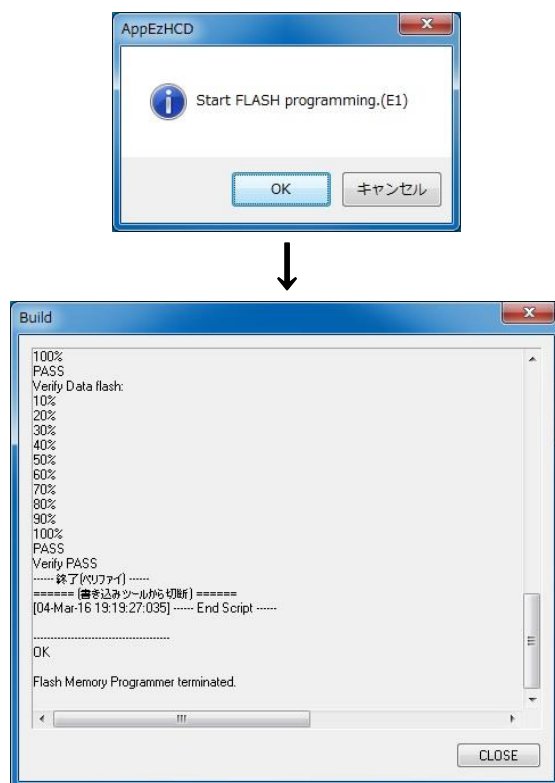 AppEzHCD
Start FLASH programming.(E1)
OK
キャンセル
Build
100%
PASS
Verify Data flash:
10%
20%
30%
40%
50%
60%
70%
80%
90%
100%
PASS
Verify PASS
----- 終了(ベリファイ) -----
====== (書き込みツールから切断) ======
[04-Mar-16 19:19:27:035] ----- End Script -----
----------------------------------------
OK
Flash Memory Programmer terminated.
CLOSE